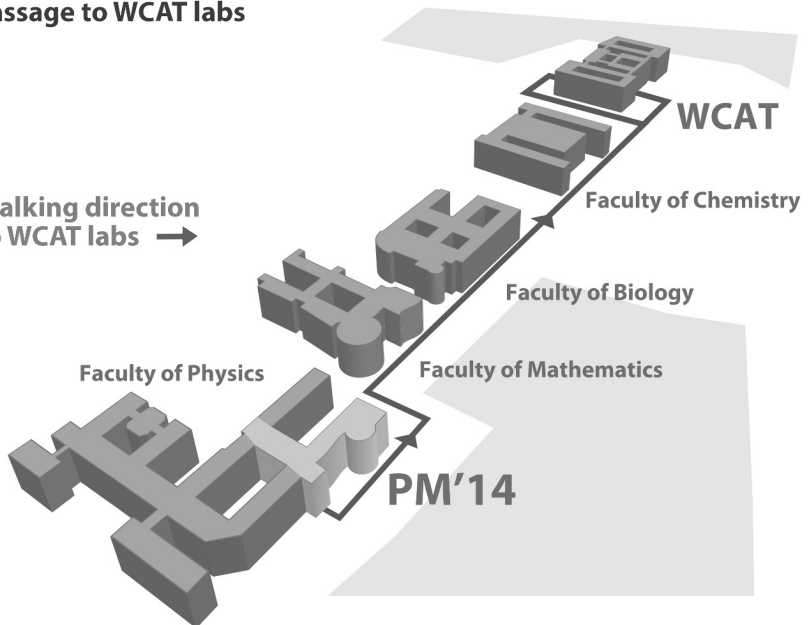 assage to WCAT labs
WCAT
alking direction
WCAT labs
Faculty of Chemistry
Faculty of Biology
Faculty of Physics
Faculty of Mathematics
PM'14